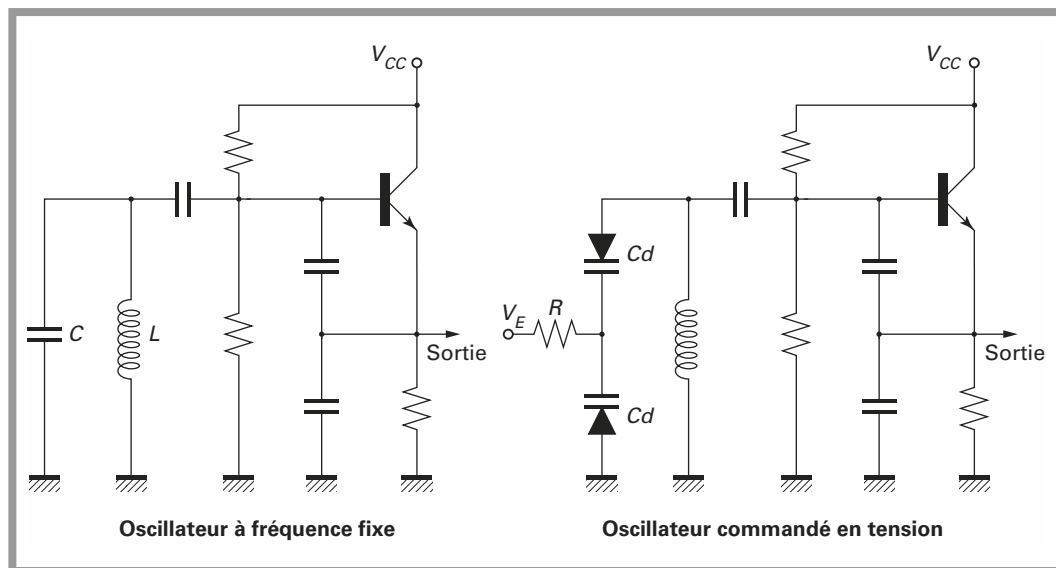 V_CC
C
L
Sortie
Oscillateur à fréquence fixe
V_CC
Cd
V_E
R
Cd
Sortie
Oscillateur commandé en tension